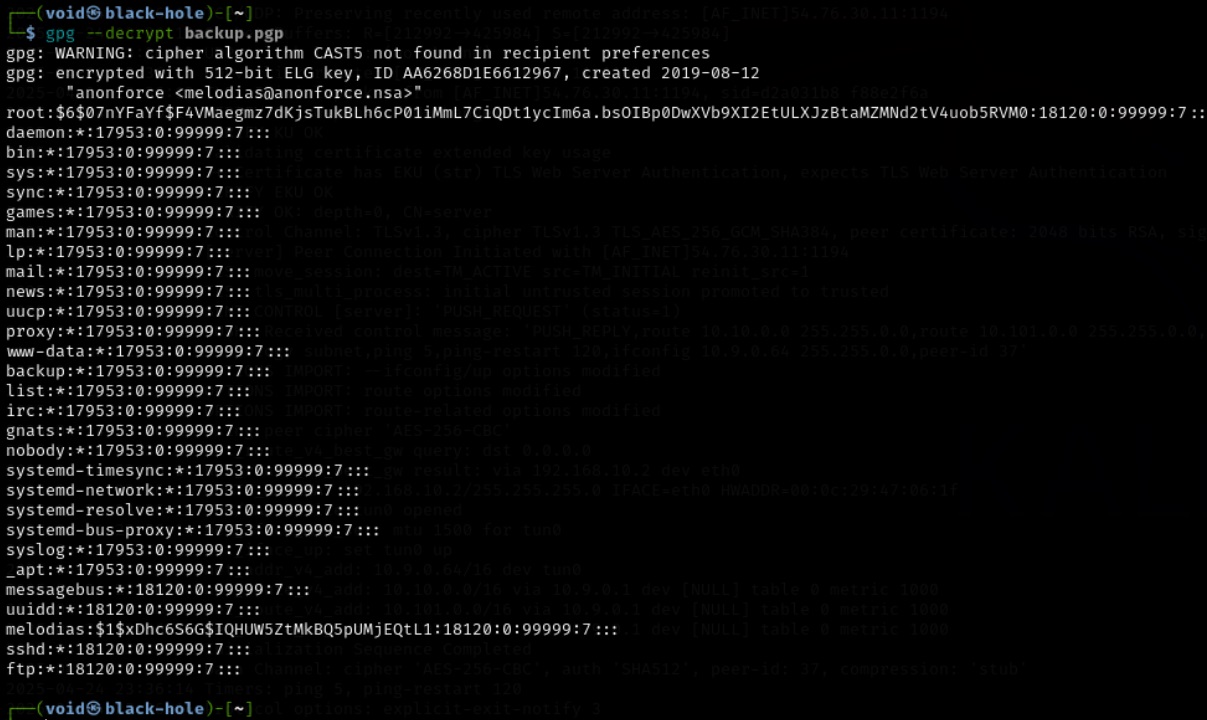 ┌──(void㉿black-hole)-[~]
└─$ gpg --decrypt backup.pgp
gpg: WARNING: cipher algorithm CAST5 not found in recipient preferences
gpg: encrypted with 512-bit ELG key, ID AA6268D1E6612967, created 2019-08-12
"anonforce <melodias@anonforce.nsa>"
root:$6$07nYFaYf$F4VMaegmz7dKjsTukBLh6cP01iMmL7CiQDt1ycIm6a.bsOIBp0DwXVb9XI2EtULXJzBtaMZMNd2tV4uob5RVM0:18120:0:99999:7::
daemon:*:17953:0:99999:7:::
bin:*:17953:0:99999:7:::
sys:*:17953:0:99999:7:::
sync:*:17953:0:99999:7:::
games:*:17953:0:99999:7:::
man:*:17953:0:99999:7:::
lp:*:17953:0:99999:7:::
mail:*:17953:0:99999:7:::
news:*:17953:0:99999:7:::
uucp:*:17953:0:99999:7:::
proxy:*:17953:0:99999:7:::
www-data:*:17953:0:99999:7:::
backup:*:17953:0:99999:7:::
list:*:17953:0:99999:7:::
irc:*:17953:0:99999:7:::
gnats:*:17953:0:99999:7:::
nobody:*:17953:0:99999:7:::
systemd-timesync:*:17953:0:99999:7:::
systemd-network:*:17953:0:99999:7:::
systemd-resolve:*:17953:0:99999:7:::
systemd-bus-proxy:*:17953:0:99999:7:::
syslog:*:17953:0:99999:7:::
_apt:*:17953:0:99999:7:::
messagebus:*:18120:0:99999:7:::
uuidd:*:18120:0:99999:7:::
melodias:$1$xDhc6S6G$IQHUW5ZtMkBQ5pUMjEQtL1:18120:0:99999:7:::
sshd:*:18120:0:99999:7:::
ftp:*:18120:0:99999:7:::
┌──(void㉿black-hole)-[~]